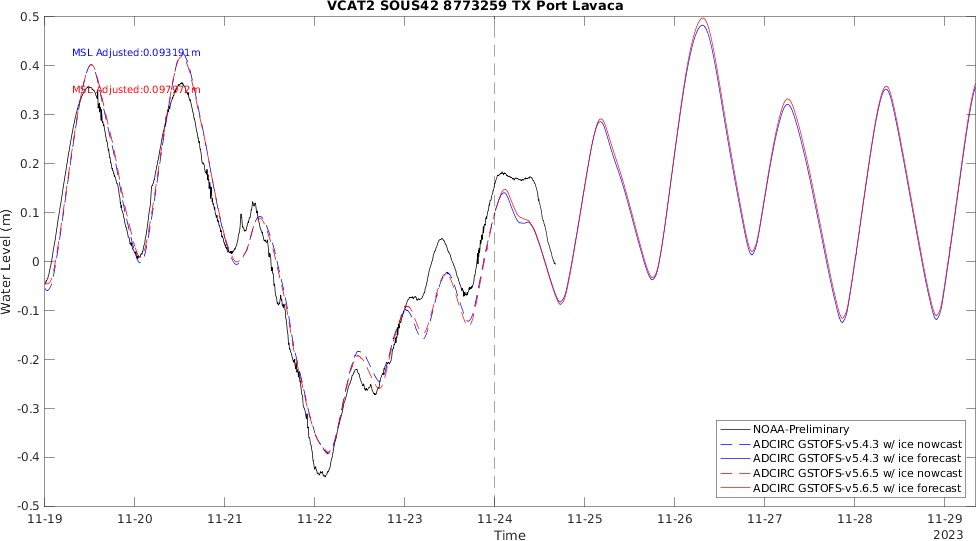 VCAT2 SOUS42 8773259 TX Port Lavaca
0.5
0.4
0.3
0.2
0.1
0
-0.1
-0.2
-0.3
-0.4
-0.5
Water Level (m)
MSL Adjusted:0.093191m
MSL Adjusted:0.097972m
NOAA-Preliminary
ADCIRC GSTOFS-v5.4.3 w/ ice nowcast
ADCIRC GSTOFS-v5.4.3 w/ ice forecast
ADCIRC GSTOFS-v5.6.5 w/ ice nowcast
ADCIRC GSTOFS-v5.6.5 w/ ice forecast
11-19 11-20 11-21 11-22 11-23 11-24 11-25 11-26 11-27 11-28 11-29
Time 2023